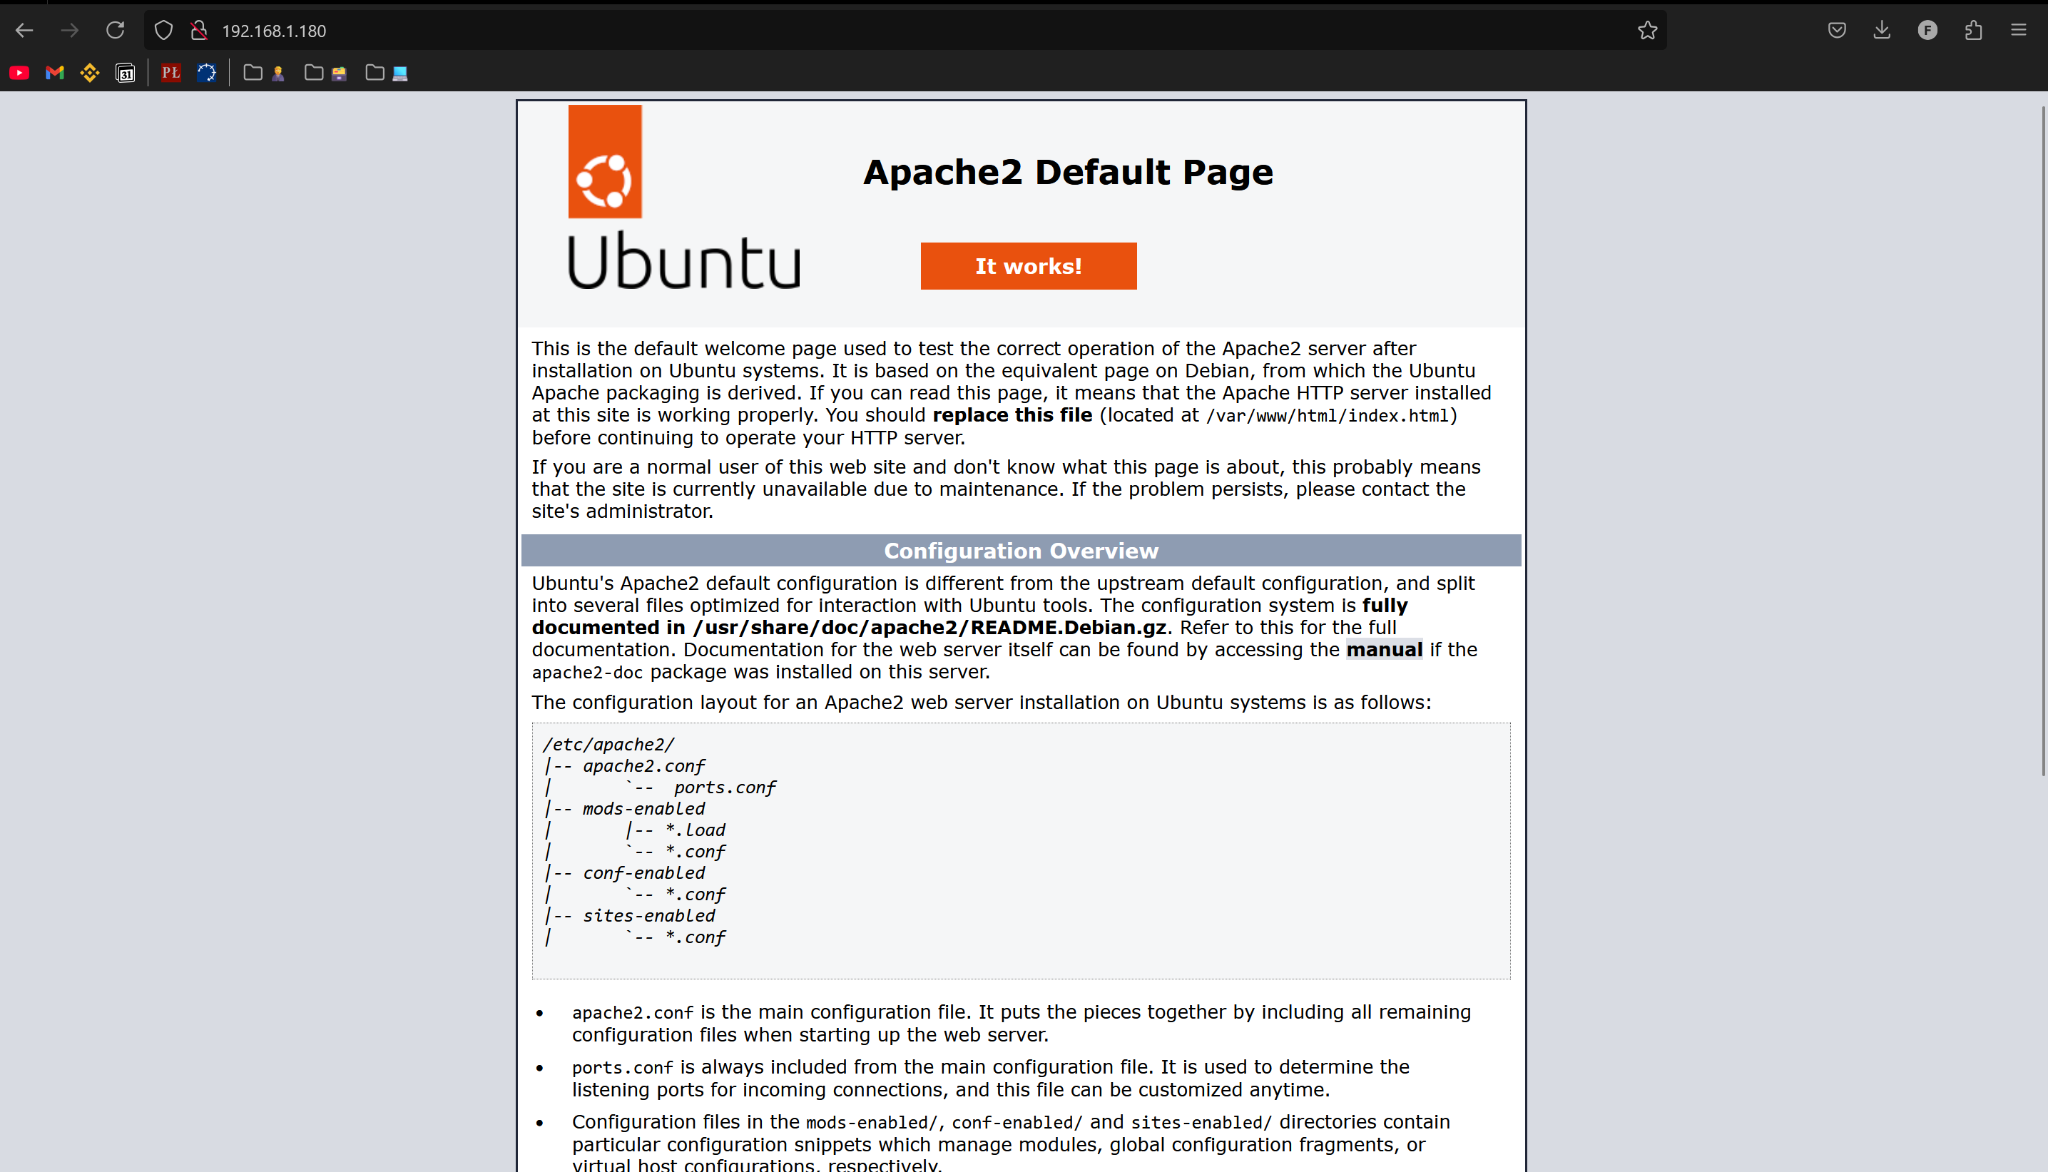 192.168.1.180
31
PŁ
F
Ubuntu
Apache2 Default Page
It works!
This is the default welcome page used to test the correct operation of the Apache2 server after
installation on Ubuntu systems. It is based on the equivalent page on Debian, from which the Ubuntu
Apache packaging is derived. If you can read this page, it means that the Apache HTTP server installed
at this site is working properly. You should replace this file (located at /var/www/html/index.html)
before continuing to operate your HTTP server.
If you are a normal user of this web site and don't know what this page is about, this probably means
that the site is currently unavailable due to maintenance. If the problem persists, please contact the
site's administrator.
Configuration Overview
Ubuntu's Apache2 default configuration is different from the upstream default configuration, and split
into several files optimized for interaction with Ubuntu tools. The configuration system is fully
documented in /usr/share/doc/apache2/README.Debian.gz. Refer to this for the full
documentation. Documentation for the web server itself can be found by accessing the manual if the
apache2-doc package was installed on this server.
The configuration layout for an Apache2 web server installation on Ubuntu systems is as follows:
/etc/apache2/
|-- apache2.conf
|       `--  ports.conf
|-- mods-enabled
|       |-- *.load
|       `-- *.conf
|-- conf-enabled
|       `-- *.conf
|-- sites-enabled
|       `-- *.conf
• apache2.conf is the main configuration file. It puts the pieces together by including all remaining
configuration files when starting up the web server.
• ports.conf is always included from the main configuration file. It is used to determine the
listening ports for incoming connections, and this file can be customized anytime.
• Configuration files in the mods-enabled/, conf-enabled/ and sites-enabled/ directories contain
particular configuration snippets which manage modules, global configuration fragments, or
virtual host configurations, respectively.